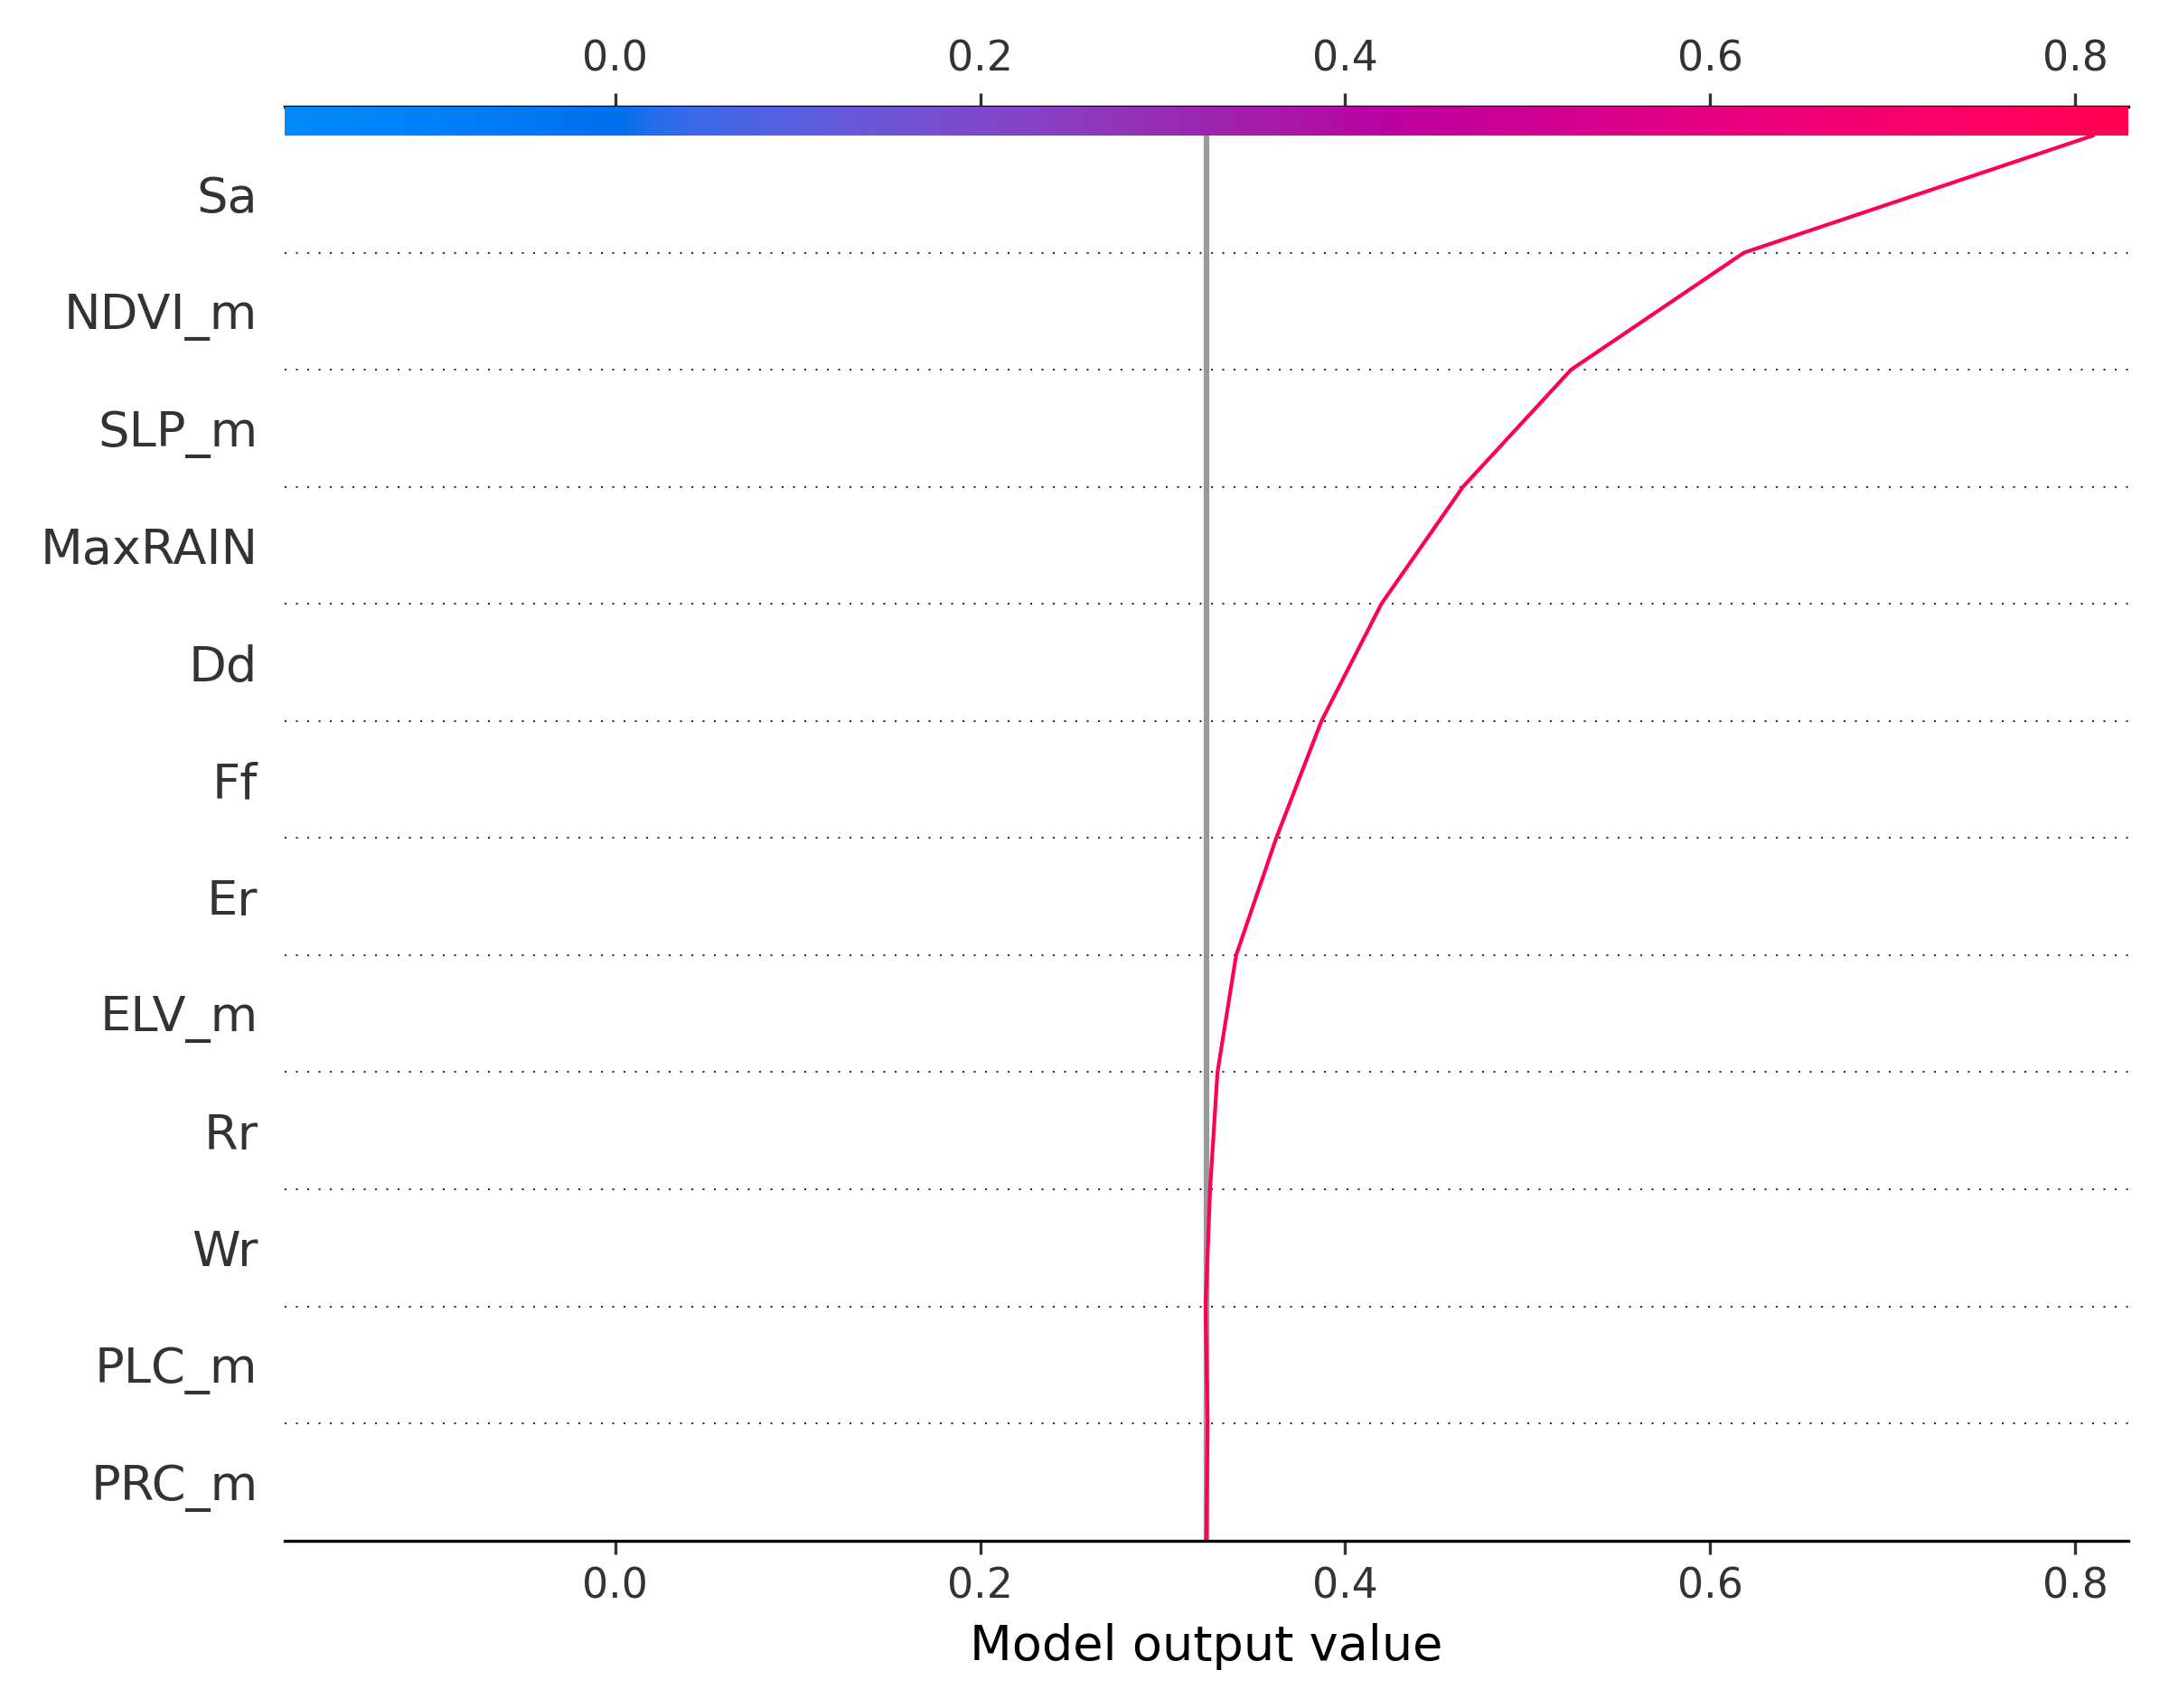 0.0 0.2 0.4 0.6 0.8
Sa
NDVI_m
SLP_m
MaxRAIN
Dd
Ff
Er
ELV_m
Rr
Wr
PLC_m
PRC_m
0.0 0.2 0.4 0.6 0.8
Model output value